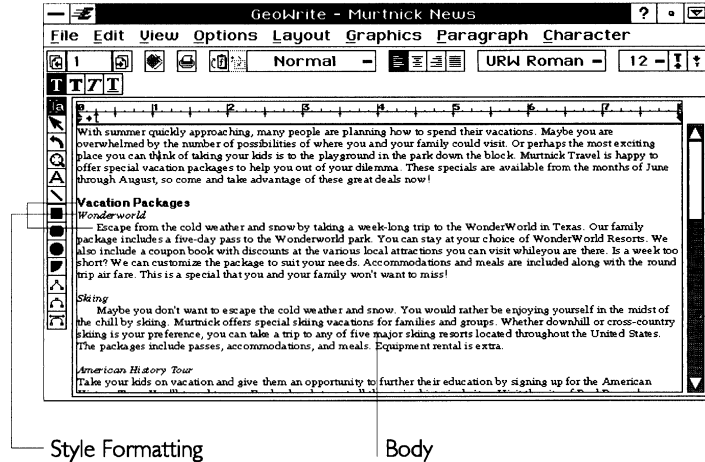 GeoWrite - Murtnick News ?
File Edit View Options Layout Graphics Paragraph Character
1 Normal URW Roman 12
T T T T
1 2 3 4 5 6 7
With summer quickly approaching, many people are planning how to spend their vacations. Maybe you are
overwhelmed by the number of possibilities of where you and your family could visit. Or perhaps the most exciting
place you can think of taking your kids is to the playground in the park down the block. Murtnick Travel is happy to
offer special vacation packages to help you out of your dilemma. These specials are available from the months of June
through August, so come and take advantage of these great deals now!
Vacation Packages
Wonderworld
Escape from the cold weather and snow by taking a week-long trip to the WonderWorld in Texas. Our family
package includes a five-day pass to the Wonderworld park. You can stay at your choice of WonderWorld Resorts. We
also include a coupon book with discounts at the various local attractions you can visit whileyou are there. Is a week too
short? We can customize the package to suit your needs. Accommodations and meals are included along with the round
trip air fare. This is a special that you and your family won't want to miss!
Skiing
Maybe you don't want to escape the cold weather and snow. You would rather be enjoying yourself in the midst of
the chill by skiing. Murtnick offers special skiing vacations for families and groups. Whether downhill or cross-country
skiing is your preference, you can take a trip to any of five major skiing resorts located throughout the United States.
The packages include passes, accommodations, and meals. Equipment rental is extra.
American History Tour
Take your kids on vacation and give them an opportunity to further their education by signing up for the American
Style Formatting
Body